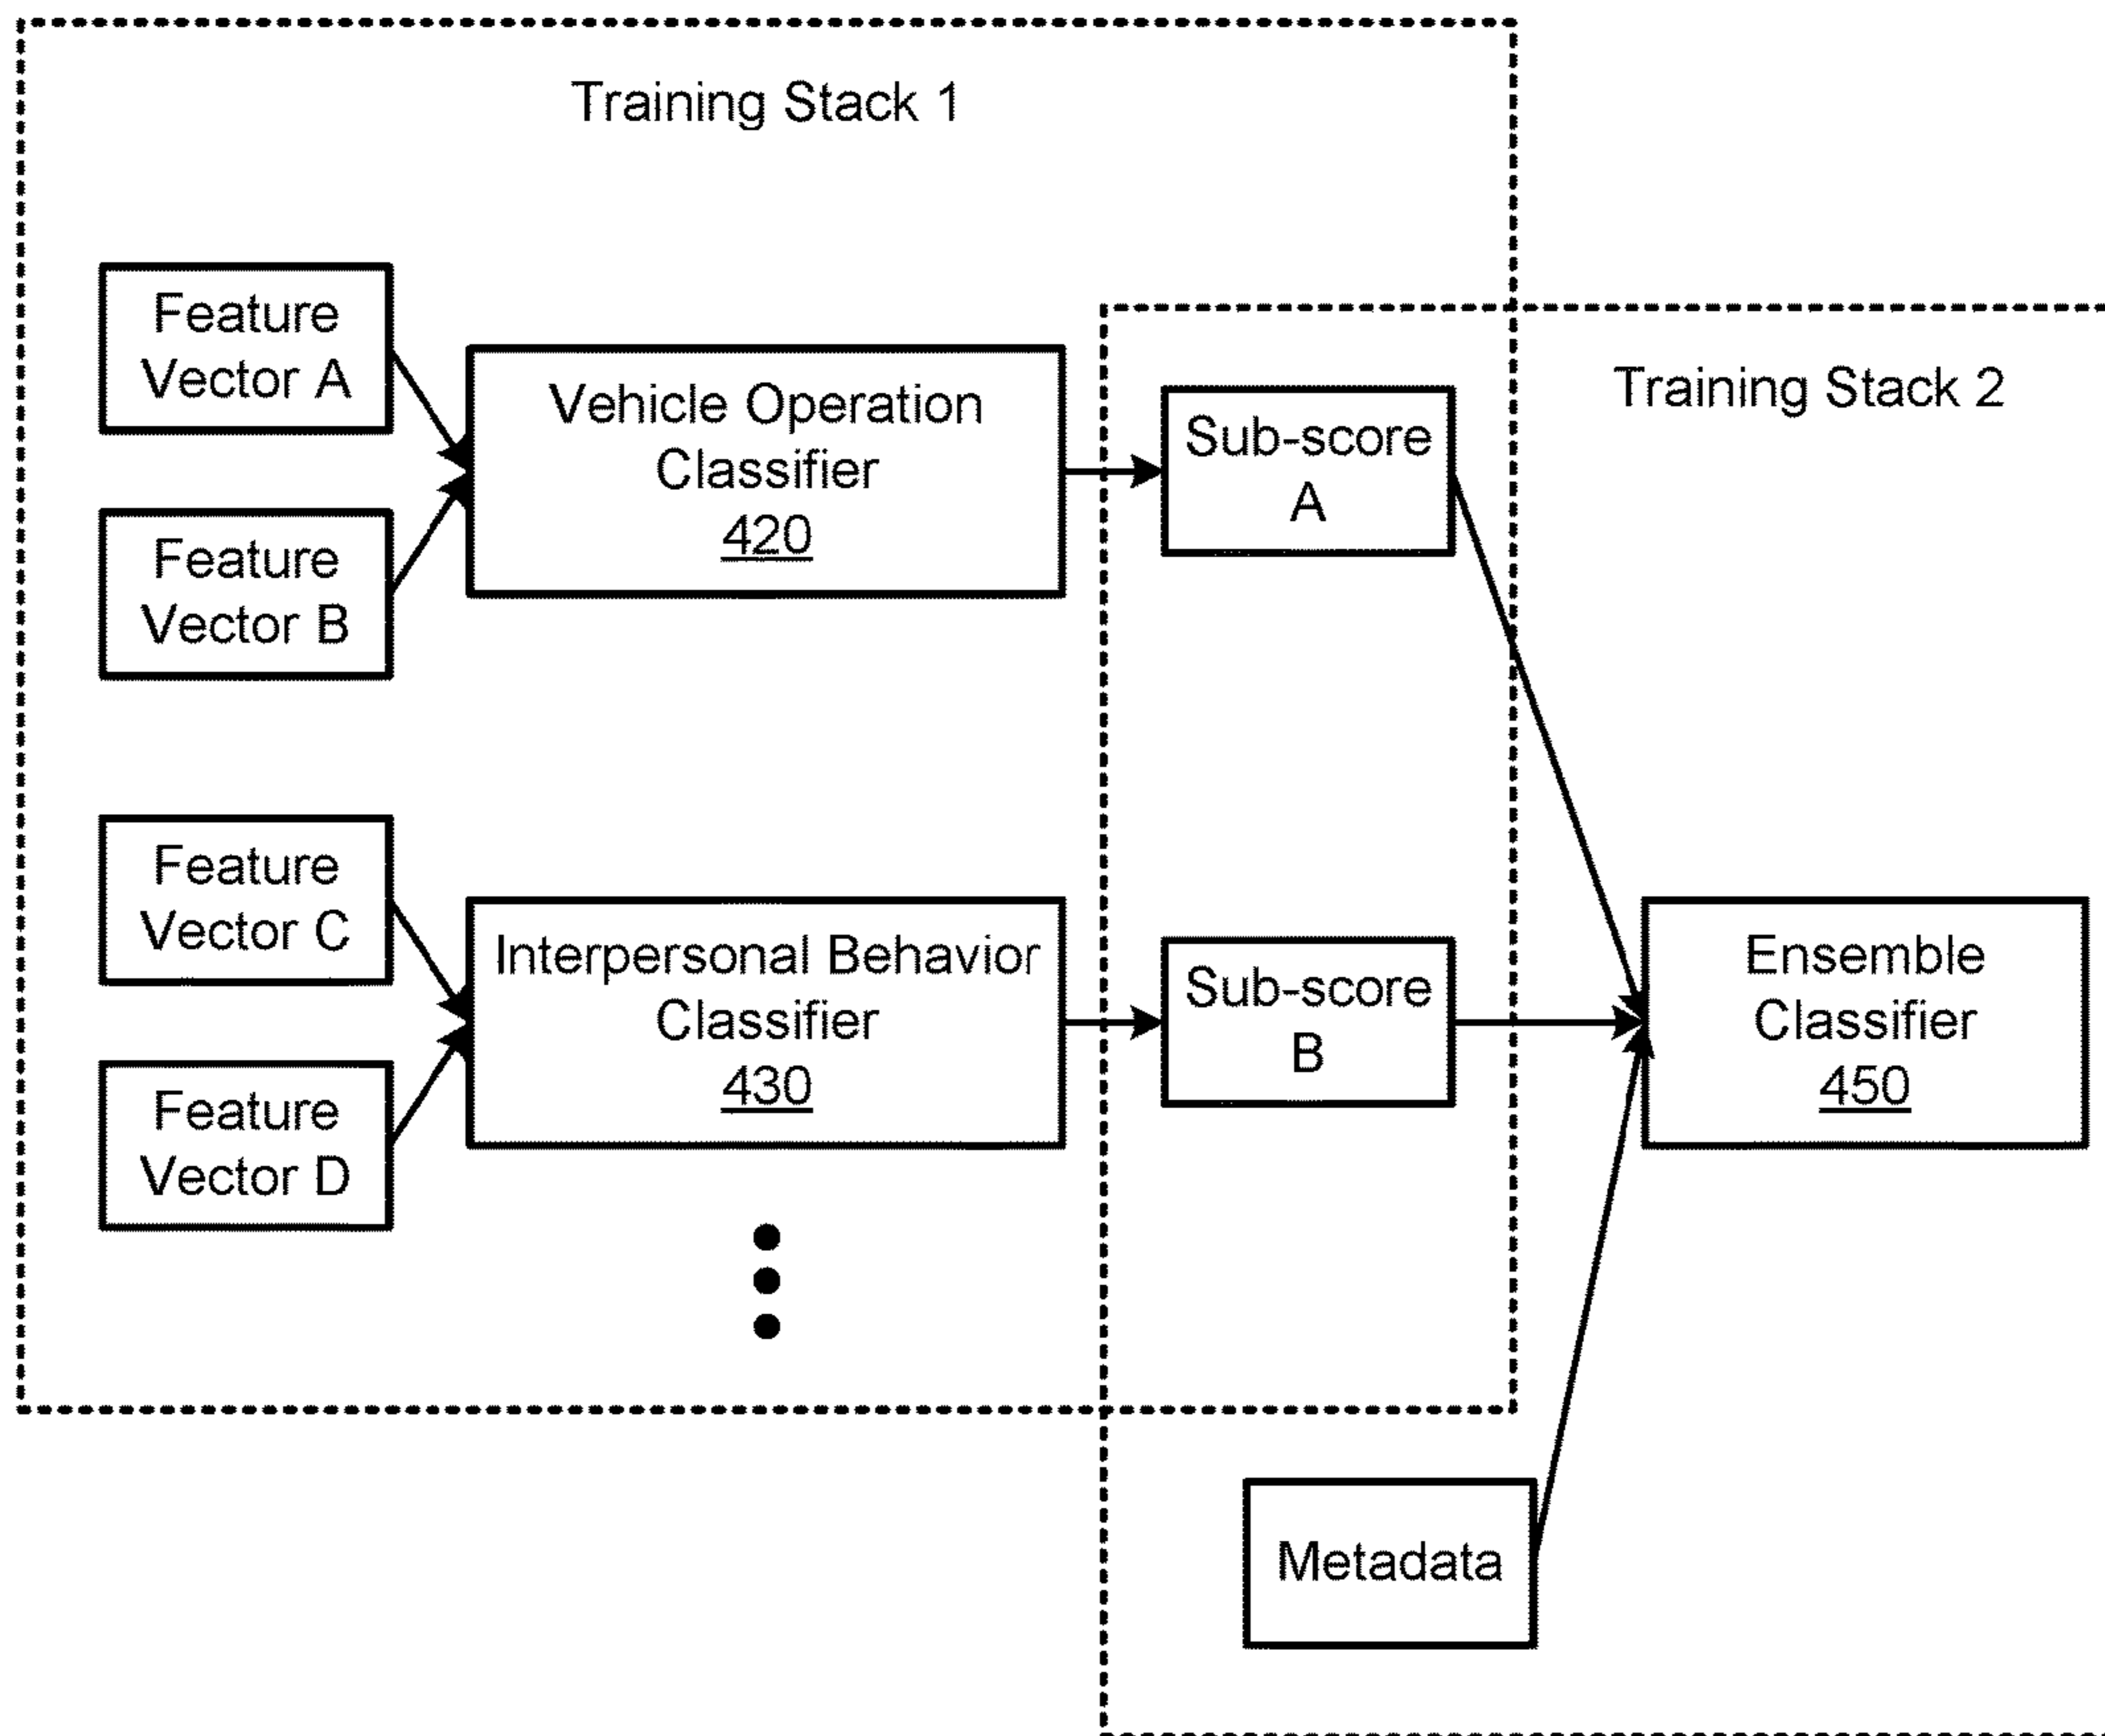 Training Stack 1
Feature
Vector A
Feature
Vector B
Vehicle Operation
Classifier
420
Sub-score
A
Training Stack 2
Feature
Vector C
Feature
Vector D
Interpersonal Behavior
Classifier
430
Sub-score
B
Ensemble
Classifier
450
Metadata